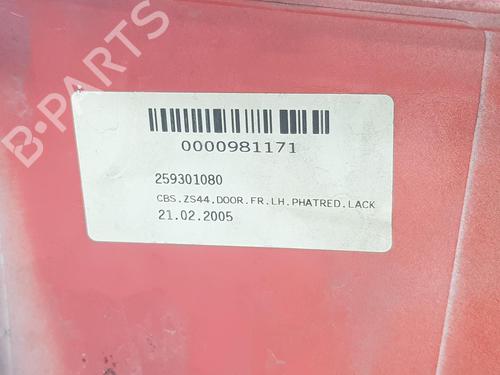 B-PARTS
0000981171
259301080
CBS.ZS44.DOOR.FR.LH.PHATRED.LACK
21.02.2005